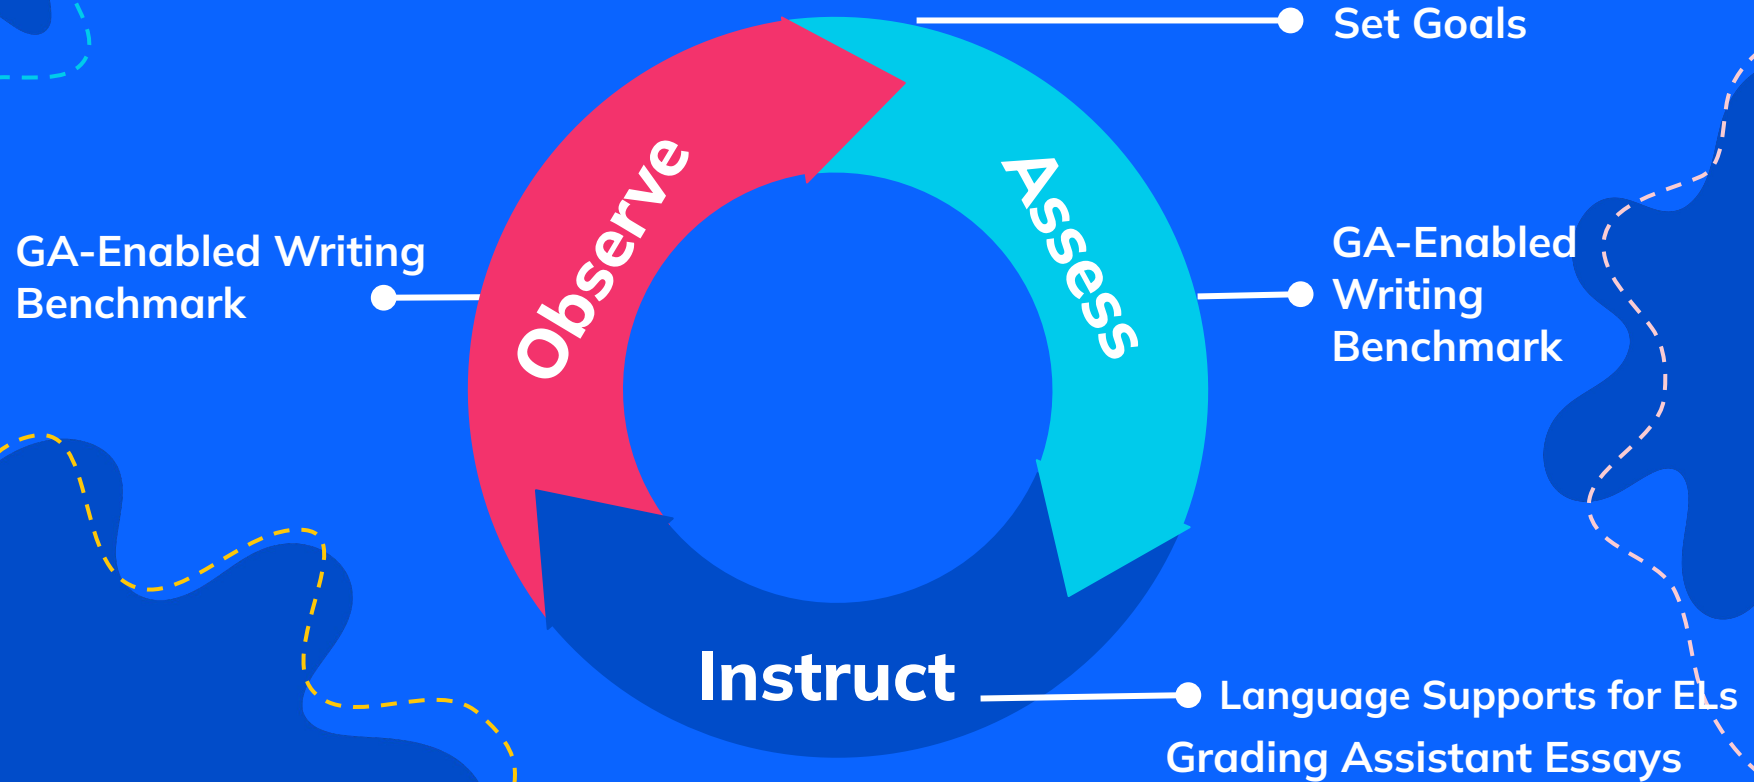 Set Goals
Observe
Assess
GA-Enabled Writing
Benchmark
GA-Enabled
Writing
Benchmark
Instruct
Language Supports for ELs
Grading Assistant Essays